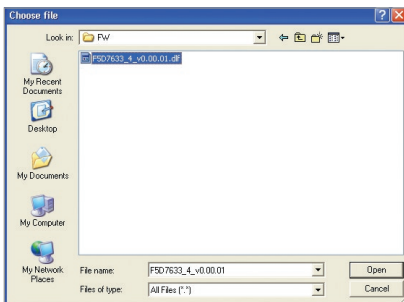 Choose file
Look in:
FW
F5D7633_4_v0.00.01.dlf
My Recent
Documents
Desktop
My Documents
My Computer
My Network
Places
File name:
F5D7633_4_v0.00.01
Open
Files of type:
All Files (*.*)
Cancel